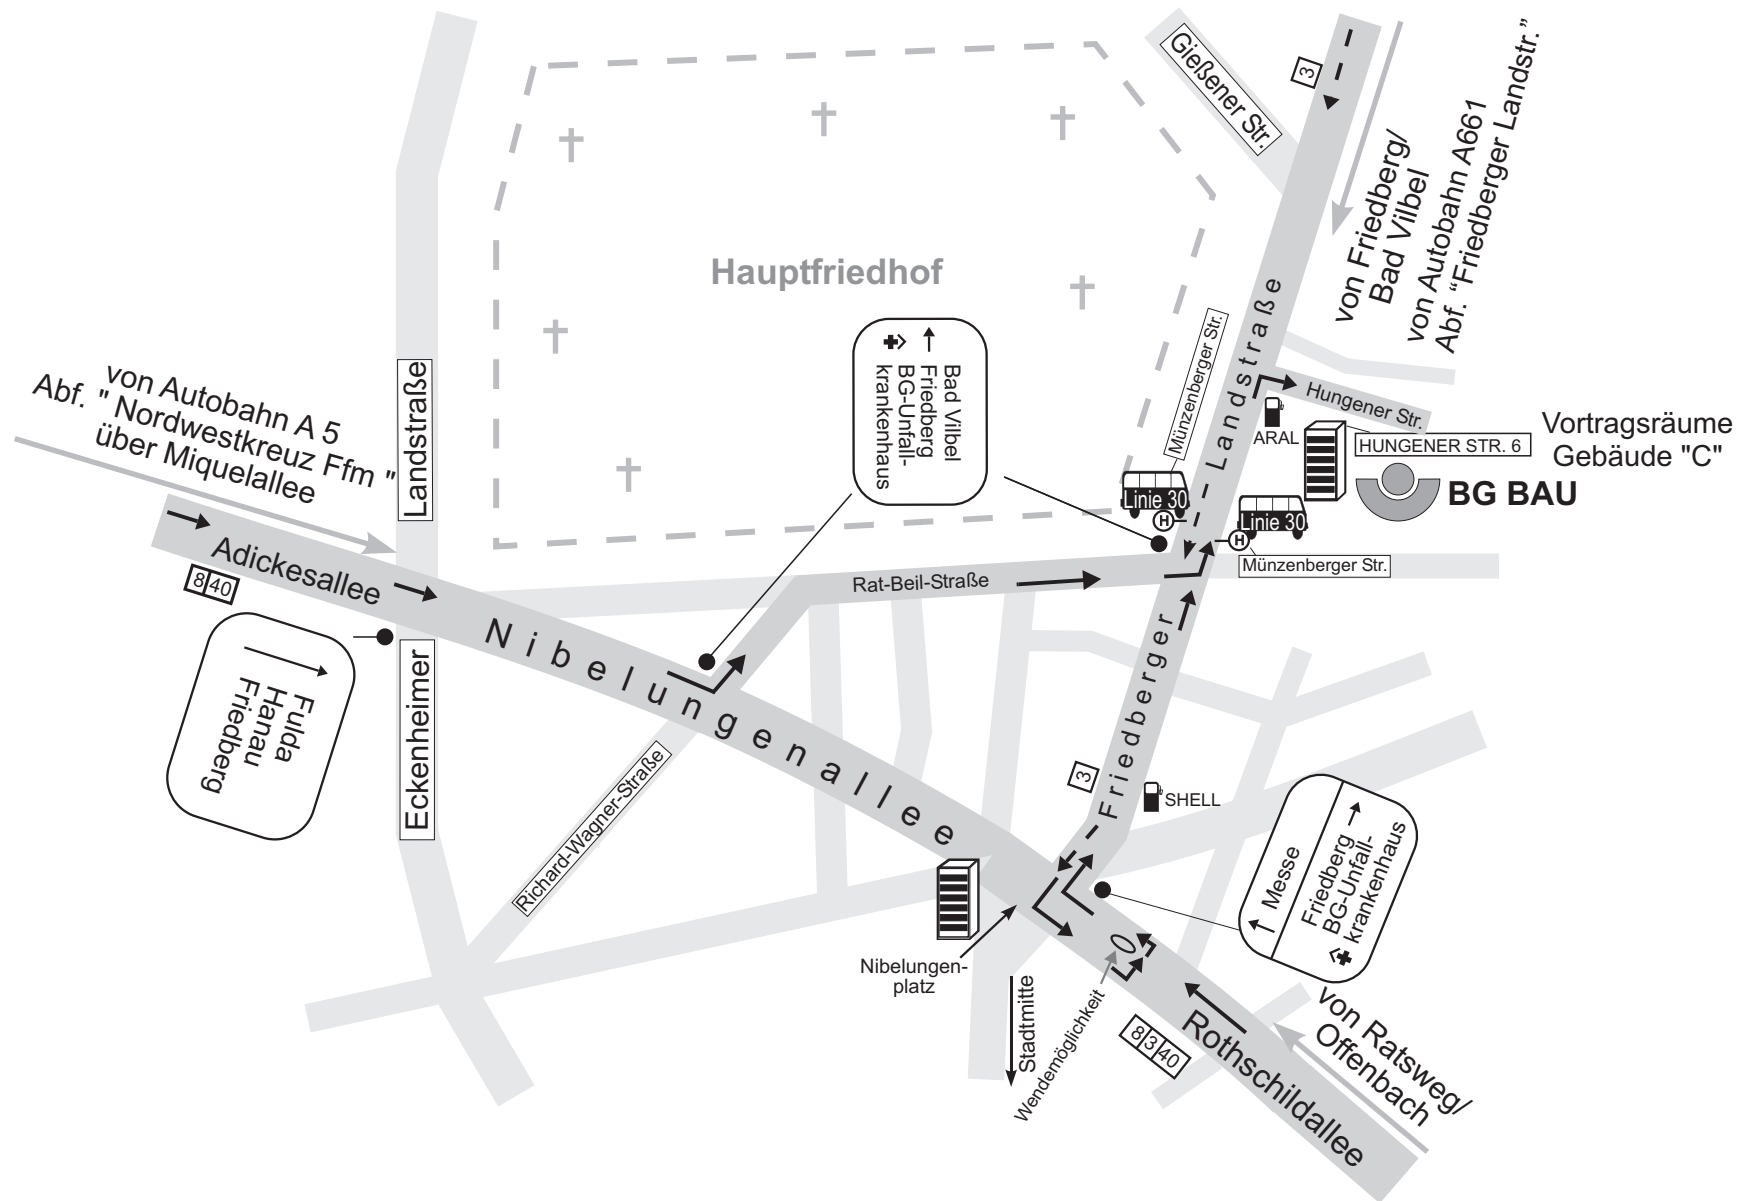 Gießener Str.
3
von Friedberg/
Bad Vilbel
von Autobahn A661
Abf. “Friedberger Landstr.”
Hauptfriedhof
von Autobahn A 5
Abf. " Nordwestkreuz Ffm "
über Miquelallee
Landstraße
Bad Vilbel
Friedberg
BG-Unfall-
krankenhaus
Münzenberger Str.
Landstraße
Hungener Str.
ARAL
HUNGENER STR. 6
Vortragsräume
Gebäude "C"
BG BAU
Linie 30
H
Linie 30
H
Münzenberger Str.
Adickesallee
8 40
Rat-Beil-Straße
Fulda
Hanau
Friedberg
Eckenheimer
Nibelungenallee
Richard-Wagner-Straße
Friedberger
3
SHELL
Messe
Friedberg
BG-Unfall-
krankenhaus
Nibelungen-
platz
Stadtmitte
Wendemöglichkeit
8 3 40
Rothschildallee
von Ratsweg/
Offenbach